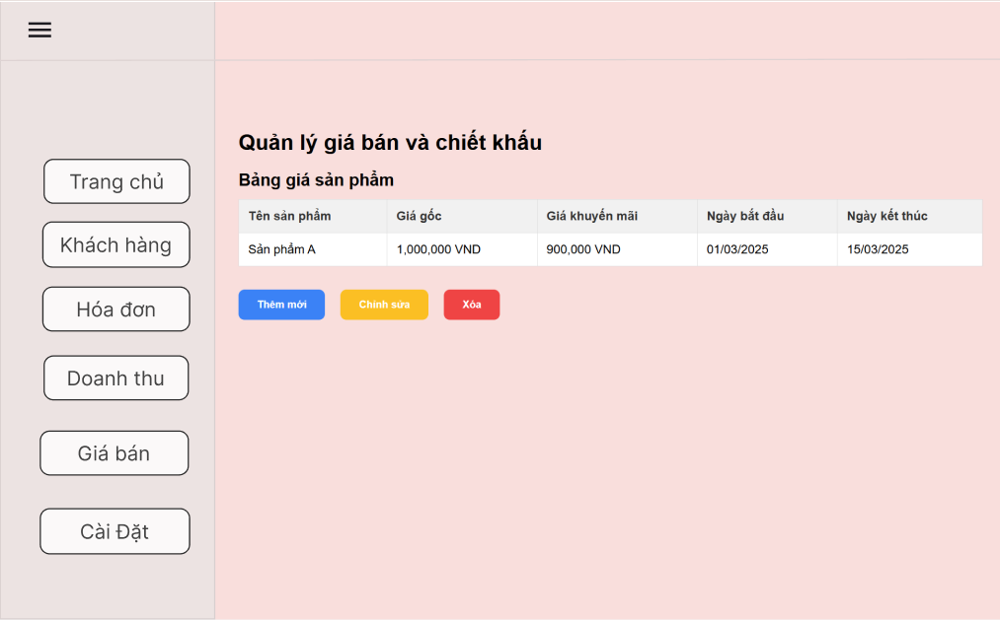 Trang chủ
Khách hàng
Hóa đơn
Doanh thu
Giá bán
Cài Đặt
Quản lý giá bán và chiết khấu
Bảng giá sản phẩm
Tên sản phẩm Giá gốc Giá khuyến mãi Ngày bắt đầu Ngày kết thúc
Sản phẩm A 1,000,000 VND 900,000 VND 01/03/2025 15/03/2025
Thêm mới Chỉnh sửa Xóa